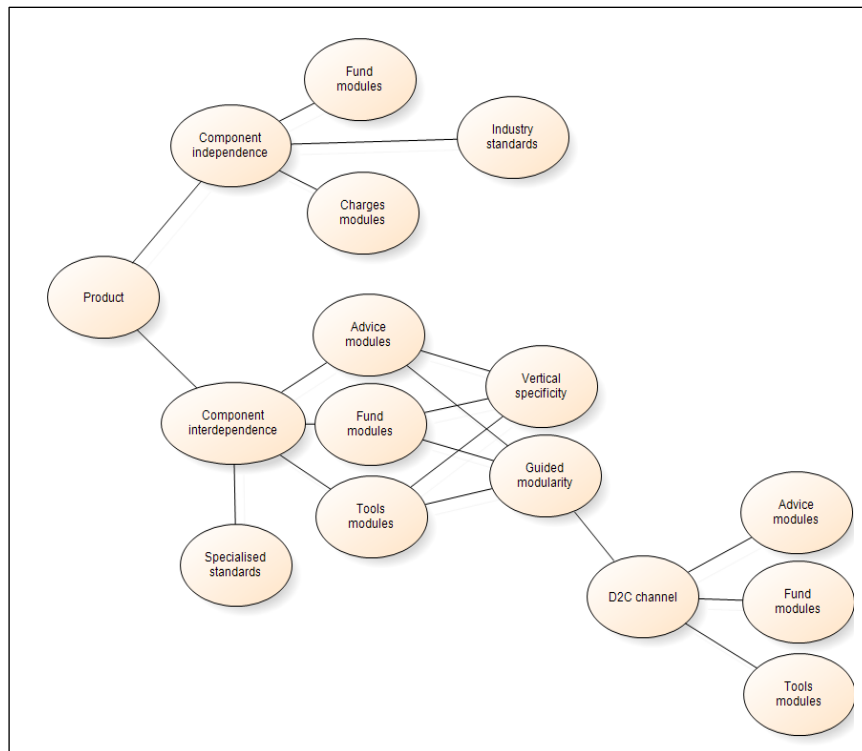 Fund
modules
Component
independence
Industry
standards
Charges
modules
Product
Advice
modules
Vertical
specificity
Component
interdependence
Fund
modules
Guided
modularity
Tools
modules
Specialised
standards
D2C channel
Advice
modules
Fund
modules
Tools
modules